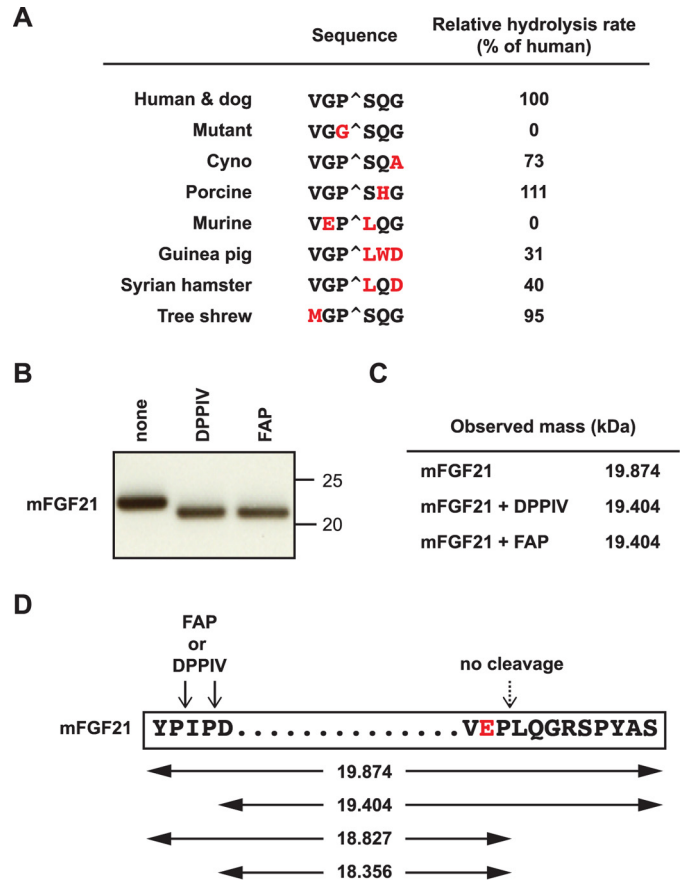 A
Sequence
Relative hydrolysis rate
(% of human)
Human & dog VGP^SQG 100
Mutant VGG^SQG 0
Cyno VGP^SQA 73
Porcine VGP^SHG 111
Murine VEP^LQG 0
Guinea pig VGP^LWD 31
Syrian hamster VGP^LQD 40
Tree shrew MGP^SQG 95
B
none
DPPIV
FAP
mFGF21
25
20
C
Observed mass (kDa)
mFGF21 19.874
mFGF21 + DPPIV 19.404
mFGF21 + FAP 19.404
D
FAP
or
DPPIV
no cleavage
mFGF21 YPIPD..............VEPLQGRSPYAS
19.874
19.404
18.827
18.356